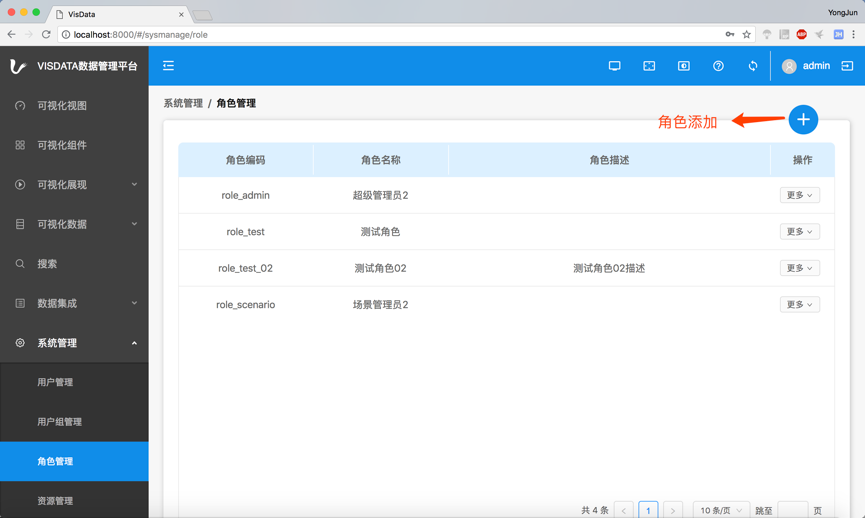 VisData
YongJun
localhost:8000/#/sysmanage/role
ABP
JH
VISDATA数据管理平台
admin
可视化视图
可视化组件
可视化展现
可视化数据
搜索
数据集成
系统管理
用户管理
用户组管理
角色管理
资源管理
系统管理 / 角色管理
角色添加
角色编码 角色名称 角色描述 操作
role_admin 超级管理员2 更多
role_test 测试角色 更多
role_test_02 测试角色02 测试角色02描述 更多
role_scenario 场景管理员2 更多
共 4 条 < 1 > 10 条/页 跳至 页